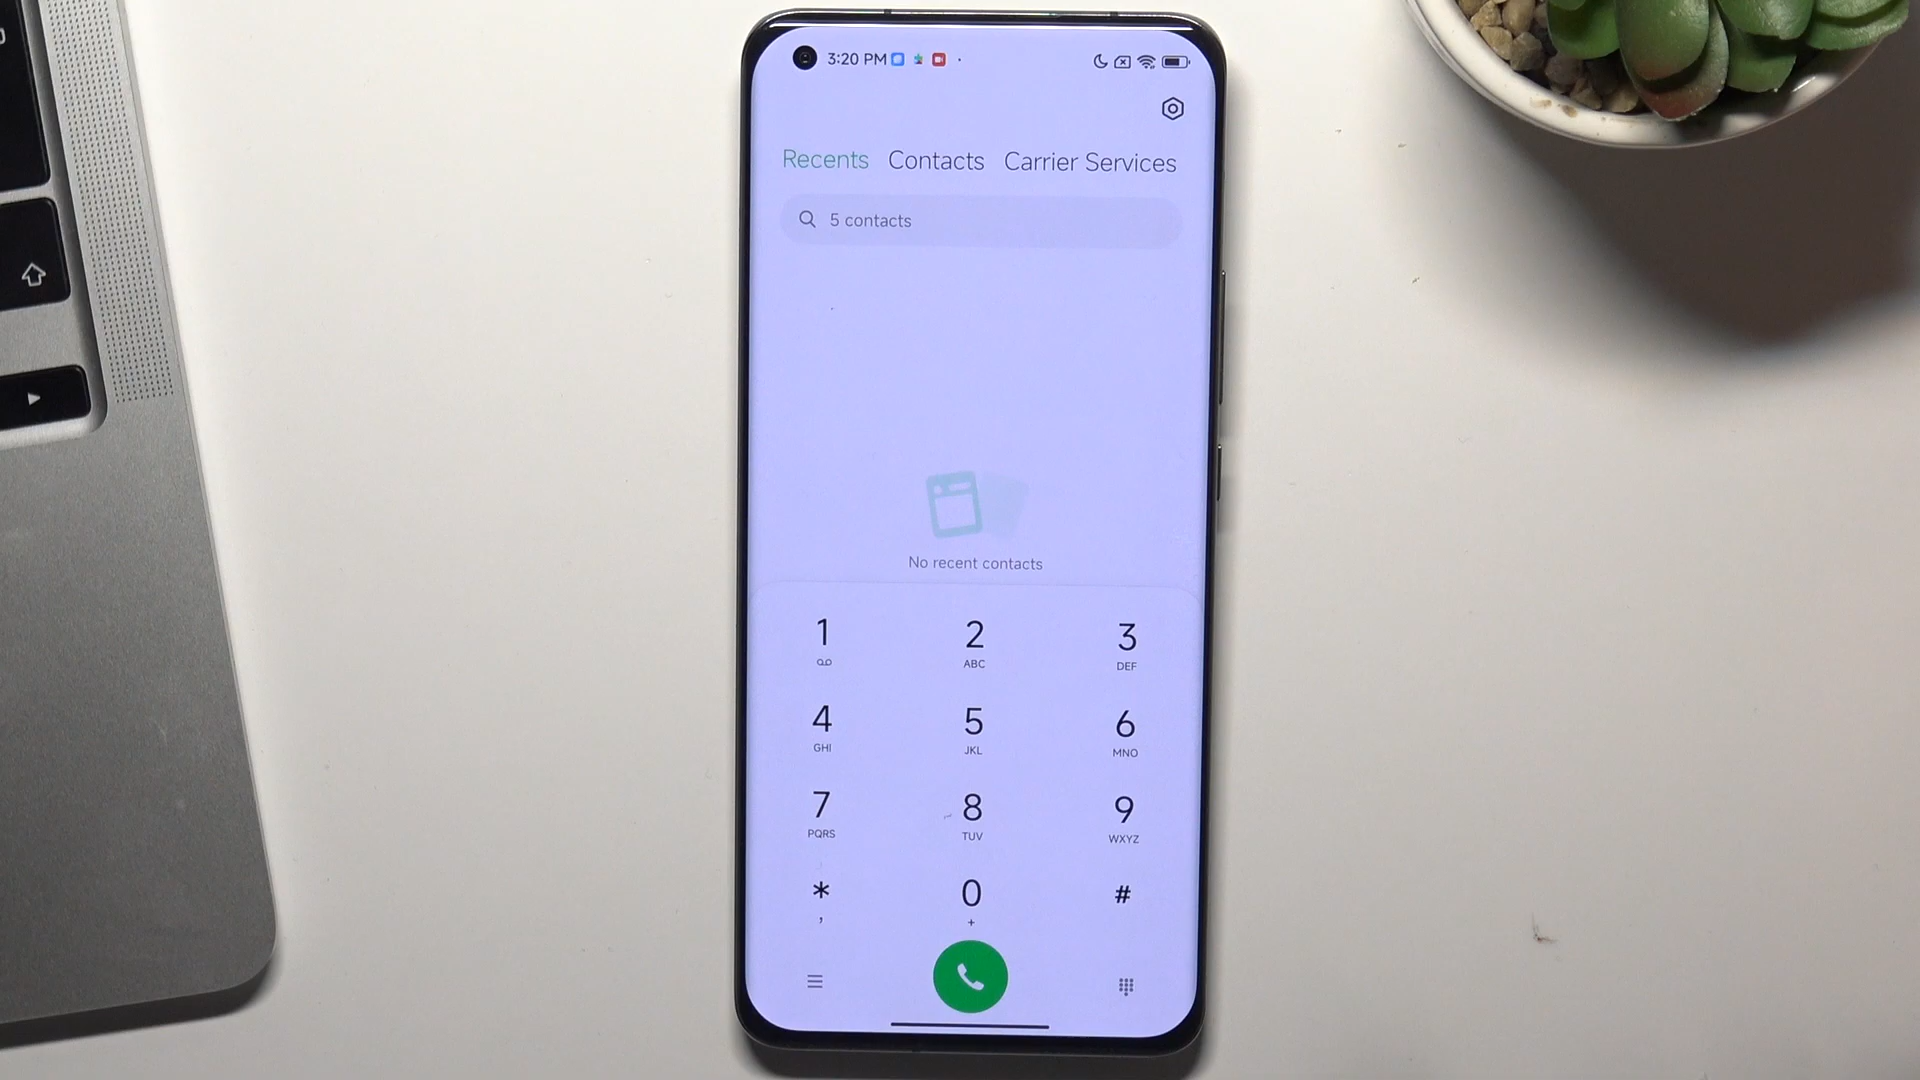 3:20 PM
Recents Contacts Carrier Services
5 contacts
No recent contacts
1 2 3
ABC DEF
4 5 6
GHI JKL MNO
7 8 9
PQRS TUV WXYZ
* 0 #
, +